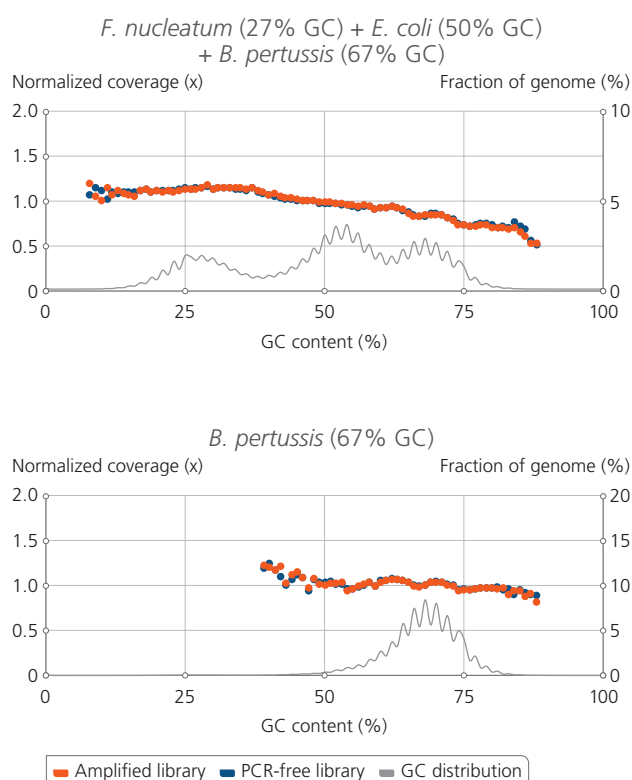 F. nucleatum (27% GC) + E. coli (50% GC)
+ B. pertussis (67% GC)
Normalized coverage (x) Fraction of genome (%)
2.0 10
1.5
1.0 5
0.5
0 0
0 25 50 75 100
GC content (%)
B. pertussis (67% GC)
Normalized coverage (x) Fraction of genome (%)
2.0 20
1.5 15
1.0 10
0.5 5
0 0
0 25 50 75 100
GC content (%)
Amplified library PCR-free library GC distribution